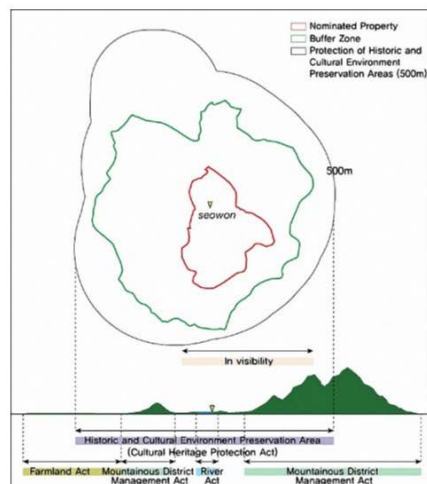 Nominated Property
Buffer Zone
Protection of Historic and
Cultural Environment
Preservation Areas (500m)
500m
seowon
In visibility
Historic and Cultural Environment Preservation Area
(Cultural Heritage Protection Act)
Farmland Act
Mountainous District
Management Act
River
Act
Mountainous District
Management Act